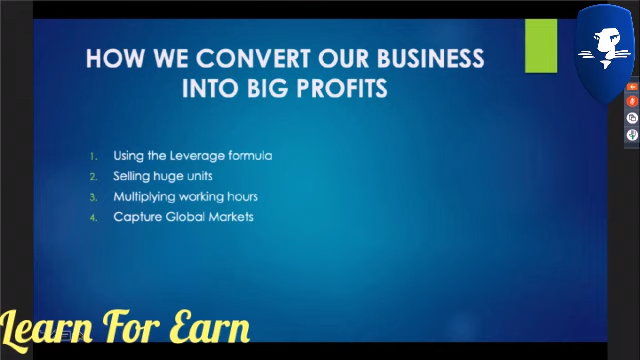 HOW WE CONVERT OUR BUSINESS
INTO BIG PROFITS
1. Using the Leverage formula
2. Selling huge units
3. Multiplying working hours
4. Capture Global Markets
Learn For Earn